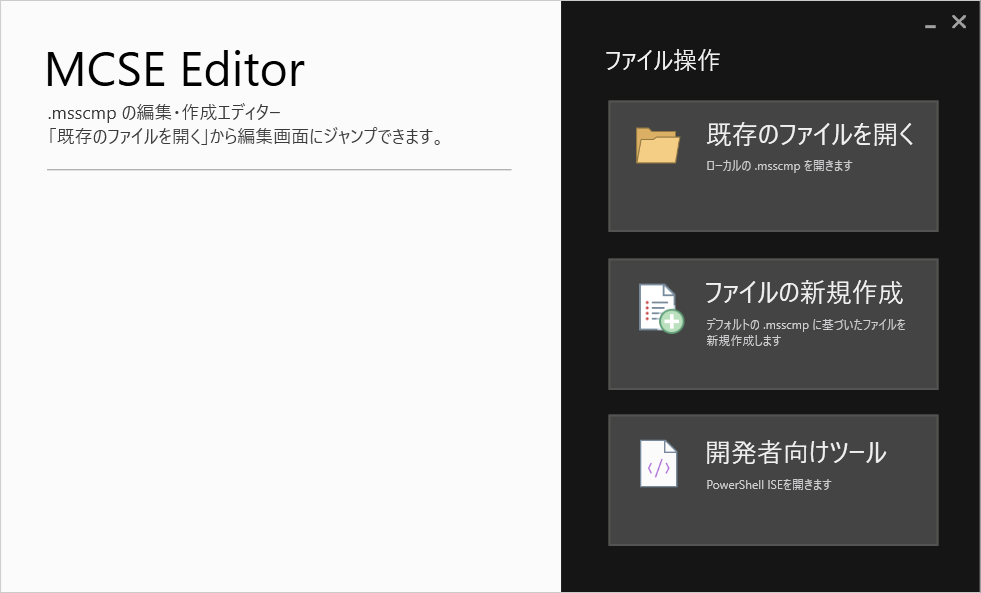 MCSE Editor
.msscmp の編集・作成エディター
「既存のファイルを開く」から編集画面にジャンプできます。
ファイル操作
既存のファイルを開く
ローカルの .msscmp を開きます
ファイルの新規作成
デフォルトの .msscmp に基づいたファイルを
新規作成します
</>
開発者向けツール
PowerShell ISEを開きます